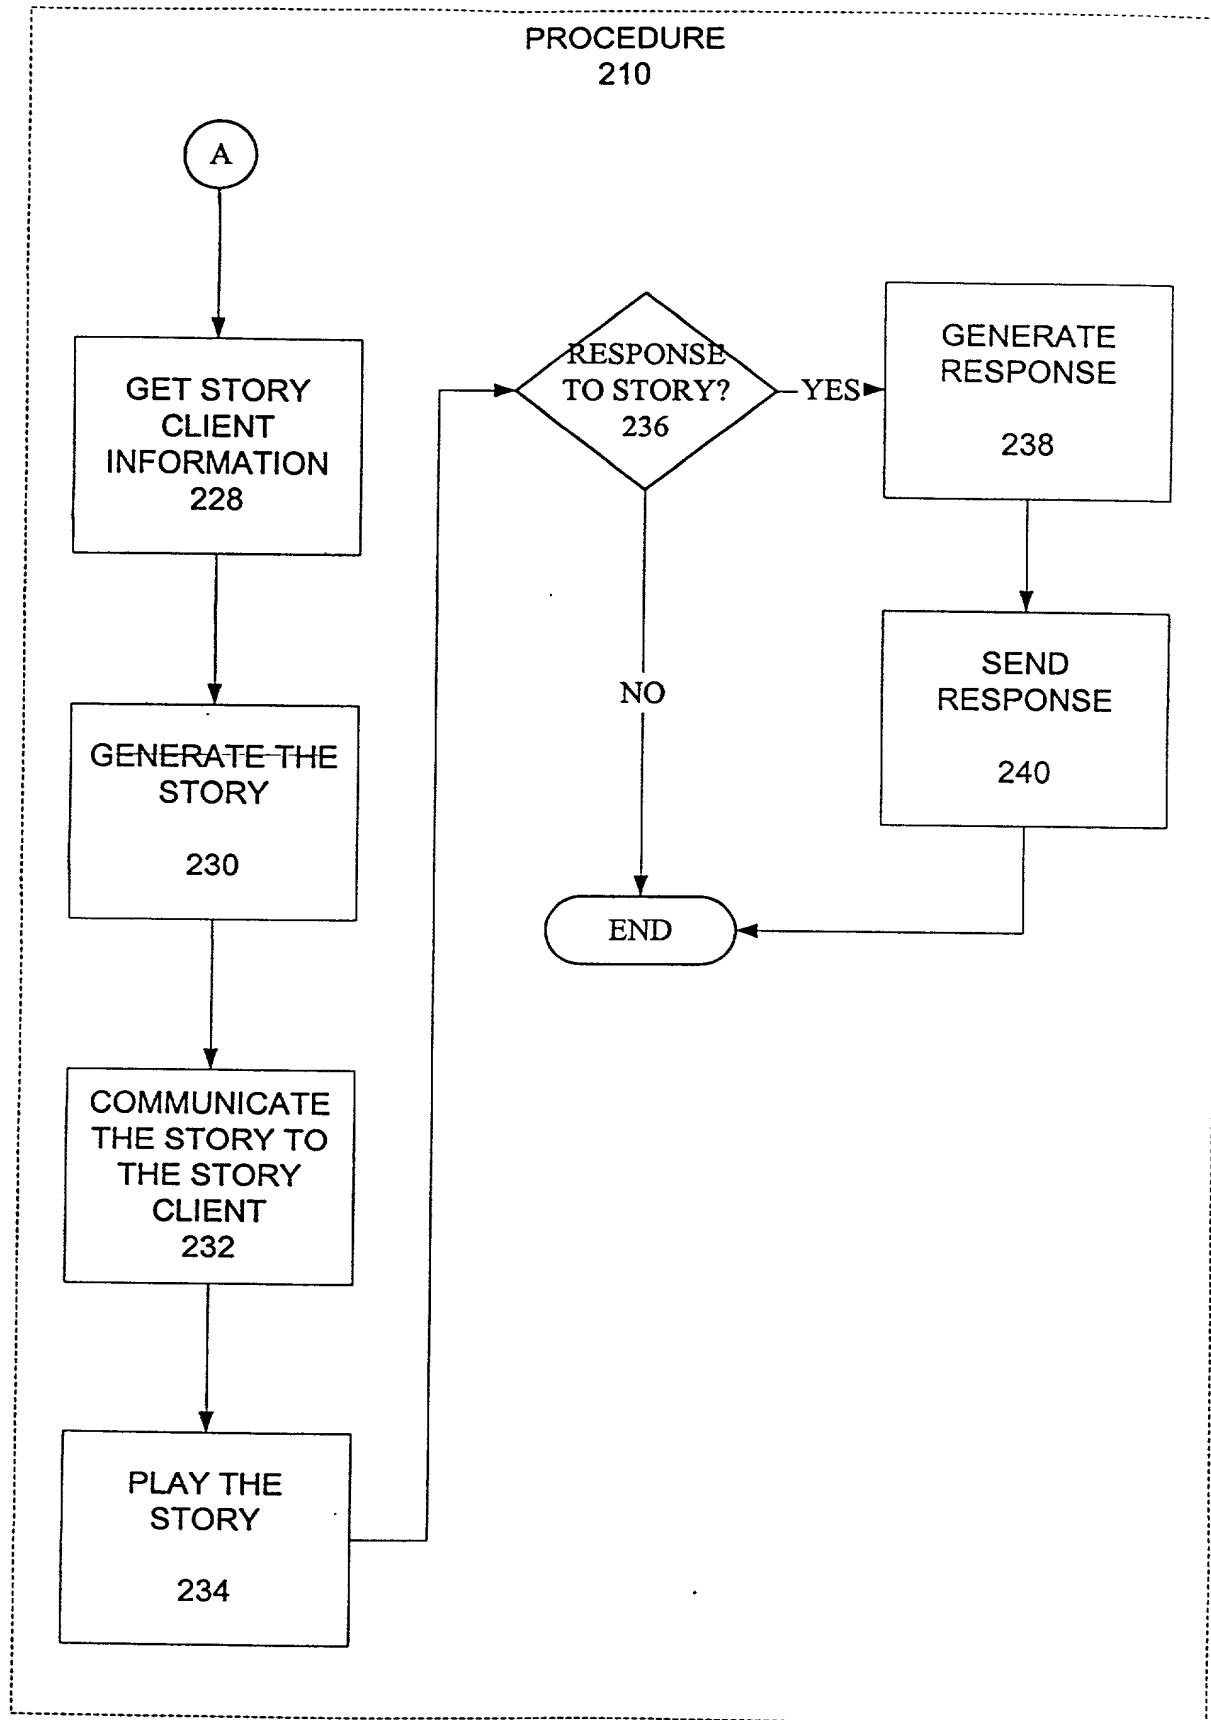 PROCEDURE
210
A
GET STORY
CLIENT
INFORMATION
228
GENERATE THE
STORY
230
COMMUNICATE
THE STORY TO
THE STORY
CLIENT
232
PLAY THE
STORY
234
RESPONSE
TO STORY?
236
YES
NO
GENERATE
RESPONSE
238
SEND
RESPONSE
240
END